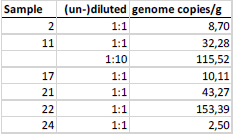 Sample (un-)diluted genome copies/g
2 1:1 8,70
11 1:1 32,28
1:10 115,52
17 1:1 10,11
21 1:1 43,27
22 1:1 153,39
24 1:1 2,50